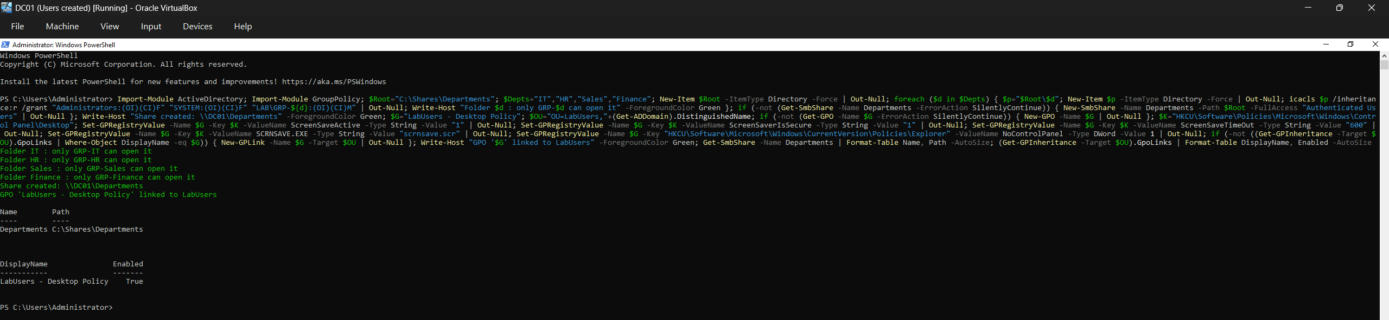 DC01 (Users created) [Running] - Oracle VirtualBox
File Machine View Input Devices Help
Administrator: Windows PowerShell
Windows PowerShell
Copyright (C) Microsoft Corporation. All rights reserved.
Install the latest PowerShell for new features and improvements! https://aka.ms/PSWindows
PS C:\Users\Administrator> Import-Module ActiveDirectory; Import-Module GroupPolicy; $Root="C:\Shares\Departments"; $Depts="IT","HR","Sales","Finance"; New-Item $Root -ItemType Directory -Force | Out-Null; foreach ($d in $Depts) { $p="$Root\$d"; New-Item $p -ItemType Directory -Force | Out-Null; icacls $p /inheritan
ce:r /grant "Administrators:(OI)(CI)F" "SYSTEM:(OI)(CI)F" "LAB\GRP-${d}:(OI)(CI)M" | Out-Null; Write-Host "Folder $d : only GRP-$d can open it" -ForegroundColor Green }; if (-not (Get-SmbShare -Name Departments -ErrorAction SilentlyContinue)) { New-SmbShare -Name Departments -Path $Root -FullAccess "Authenticated Us
ers" | Out-Null }; Write-Host "Share created: \\DC01\Departments" -ForegroundColor Green; $G="LabUsers - Desktop Policy"; $OU="OU=LabUsers,"+(Get-ADDomain).DistinguishedName; if (-not (Get-GPO -Name $G -ErrorAction SilentlyContinue)) { New-GPO -Name $G | Out-Null }; $K="HKCU\Software\Policies\Microsoft\Windows\Contr
ol Panel\Desktop"; Set-GPRegistryValue -Name $G -Key $K -ValueName ScreenSaveActive -Type String -Value "1" | Out-Null; Set-GPRegistryValue -Name $G -Key $K -ValueName ScreenSaverIsSecure -Type String -Value "1" | Out-Null; Set-GPRegistryValue -Name $G -Key $K -ValueName ScreenSaveTimeOut -Type String -Value "600" |
Out-Null; Set-GPRegistryValue -Name $G -Key $K -ValueName SCRNSAVE.EXE -Type String -Value "scrnsave.scr" | Out-Null; Set-GPRegistryValue -Name $G -Key "HKCU\Software\Microsoft\Windows\CurrentVersion\Policies\Explorer" -ValueName NoControlPanel -Type DWord -Value 1 | Out-Null; if (-not ((Get-GPInheritance -Target $
OU).GpoLinks | Where-Object DisplayName -eq $G)) { New-GPLink -Name $G -Target $OU | Out-Null }; Write-Host "GPO '$G' linked to LabUsers" -ForegroundColor Green; Get-SmbShare -Name Departments | Format-Table Name, Path -AutoSize; (Get-GPInheritance -Target $OU).GpoLinks | Format-Table DisplayName, Enabled -AutoSize
Folder IT : only GRP-IT can open it
Folder HR : only GRP-HR can open it
Folder Sales : only GRP-Sales can open it
Folder Finance : only GRP-Finance can open it
Share created: \\DC01\Departments
GPO 'LabUsers - Desktop Policy' linked to LabUsers
Name Path
---- ----
Departments C:\Shares\Departments
DisplayName Enabled
----------- -------
LabUsers - Desktop Policy True
PS C:\Users\Administrator>